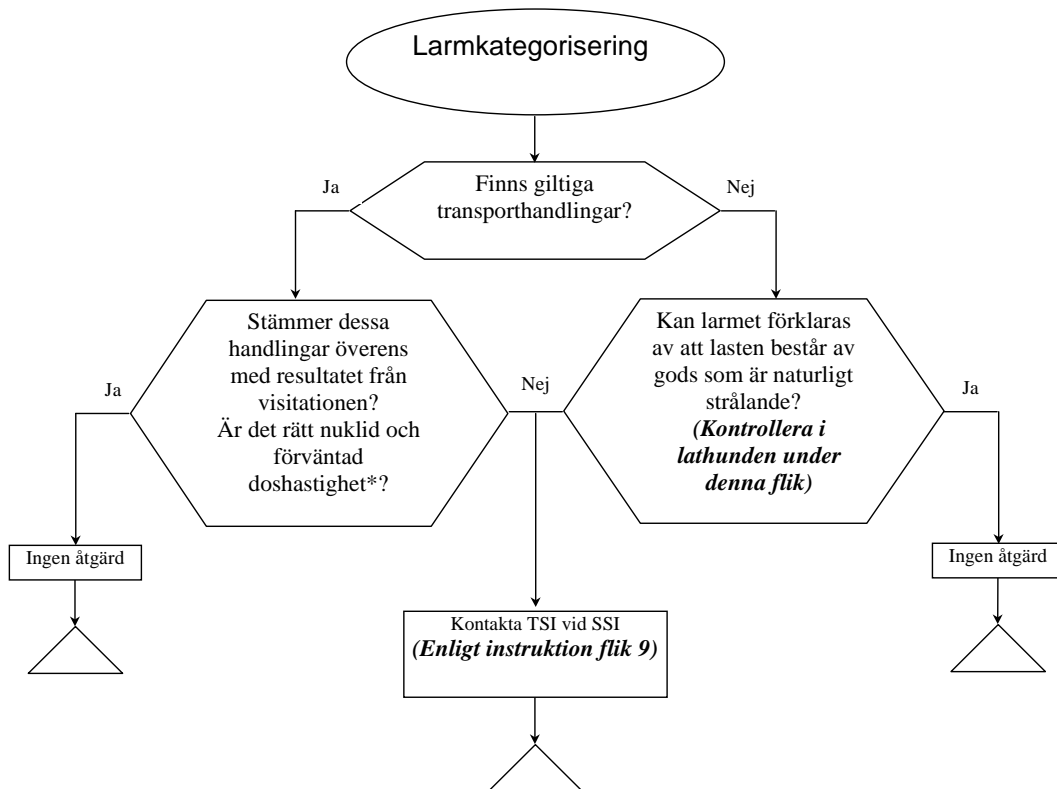 Larmkategorisering
Ja
Finns giltiga
transporthandlingar?
Nej
Stämmer dessa
handlingar överens
med resultatet från
visitationen?
Är det rätt nuklid och
förväntad
doshastighet*?
Ja
Nej
Kan larmet förklaras
av att lasten består av
gods som är naturligt
strålande?
(Kontrollera i
lathunden under
denna flik)
Ja
Ingen åtgärd
Kontakta TSI vid SSI
(Enligt instruktion flik 9)
Ingen åtgärd